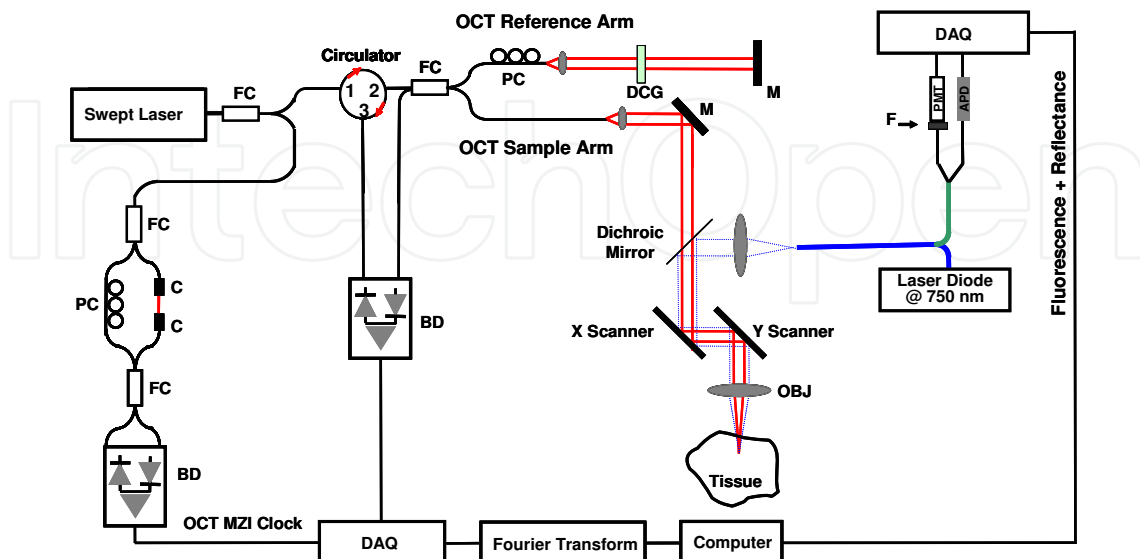 OCT Reference Arm
DAQ
Circulator
FC
PC
DCG
M
1 2
3
Swept Laser
FC
M
PMT
APD
F
OCT Sample Arm
Fluorescence + Reflectance
FC
Dichroic
Mirror
Laser Diode
@ 750 nm
PC
C
C
BD
X Scanner
Y Scanner
FC
OBJ
BD
Tissue
OCT MZI Clock
DAQ
Fourier Transform
Computer
IntechOpen